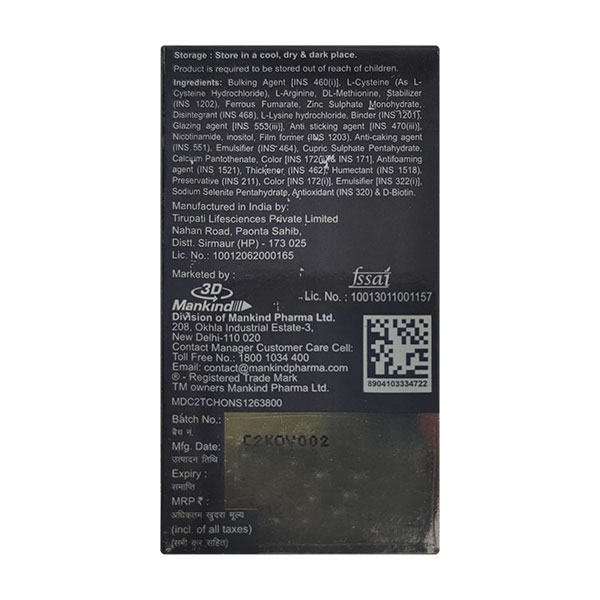 Storage : Store in a cool, dry & dark place.
Product is required to be stored out of reach of children.
Ingredients: Bulking Agent [INS 460(i)], L-Cysteine (As L-
Cysteine Hydrochloride), L-Arginine, DL-Methionine, Stabilizer
(INS 1202), Ferrous Fumarate, Zinc Sulphate Monohydrate,
Disintegrant (INS 468), L-Lysine hydrochloride, Binder (INS 1201),
Glazing agent [INS 553(iii)], Anti sticking agent [INS 470(iii)],
Nicotinamide, inositol, Film former (INS 1203), Anti-caking agent
(INS 551), Emulsifier (INS 464), Cupric Sulphate Pentahydrate,
Calcium Pantothenate, Color [INS 172(ii) & INS 171], Antifoaming
agent (INS 1521), Thickener (INS 462), Humectant (INS 1518),
Preservative (INS 211), Color [INS 172(i)], Emulsifier [INS 322(i)],
Sodium Selenite Pentahydrate, Antioxidant (INS 320) & D-Biotin.
Manufactured in India by:
Tirupati Lifesciences Private Limited
Nahan Road, Paonta Sahib,
Distt. Sirmaur (HP) - 173 025
Lic. No.: 10012062000165
Marketed by :
fssai
Lic. No. : 10013011001157
3D
Mankind
Division of Mankind Pharma Ltd.
208, Okhla Industrial Estate-3,
New Delhi-110 020
Contact Manager Customer Care Cell:
Toll Free No.: 1800 1034 400
Email: contact@mankindpharma.com
® - Registered Trade Mark
TM owners Mankind Pharma Ltd.
8904103334722
MDC2TCHONS1263800
Batch No.:
बैच नं.
C2KOV002
Mfg. Date:
उत्पादन तिथि
Expiry :
समाप्ति
MRP ₹ :
अधिकतम खुदरा मूल्य
(incl. of all taxes)
(सभी कर सहित)